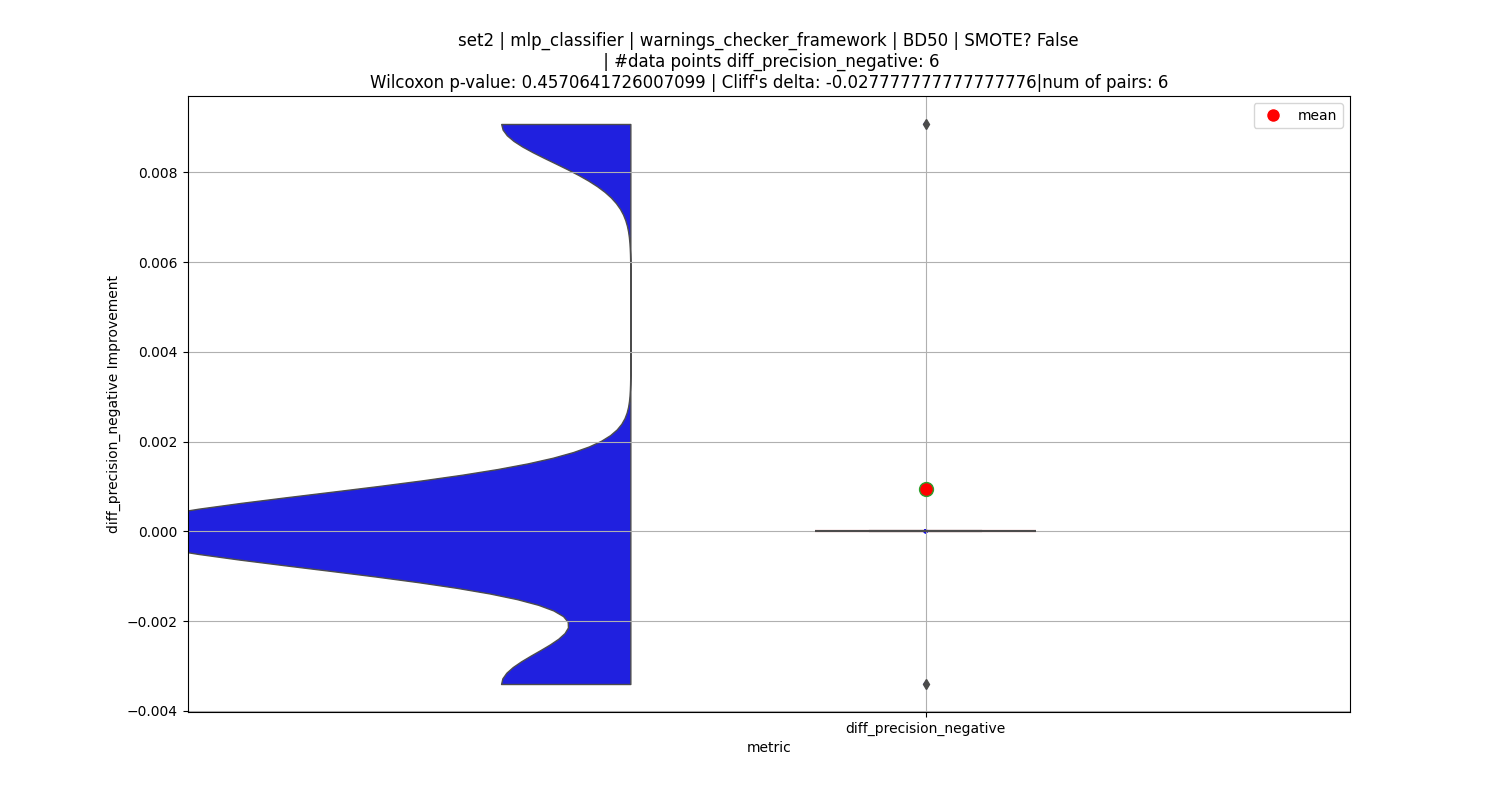 set2 | mlp_classifier | warnings_checker_framework | BD50 | SMOTE? False
| #data points diff_precision_negative: 6
Wilcoxon p-value: 0.4570641726007099 | Cliff's delta: -0.027777777777777776|num of pairs: 6
mean
0.008
0.006
0.004
0.002
0.000
−0.002
−0.004
diff_precision_negative Improvement
diff_precision_negative
metric